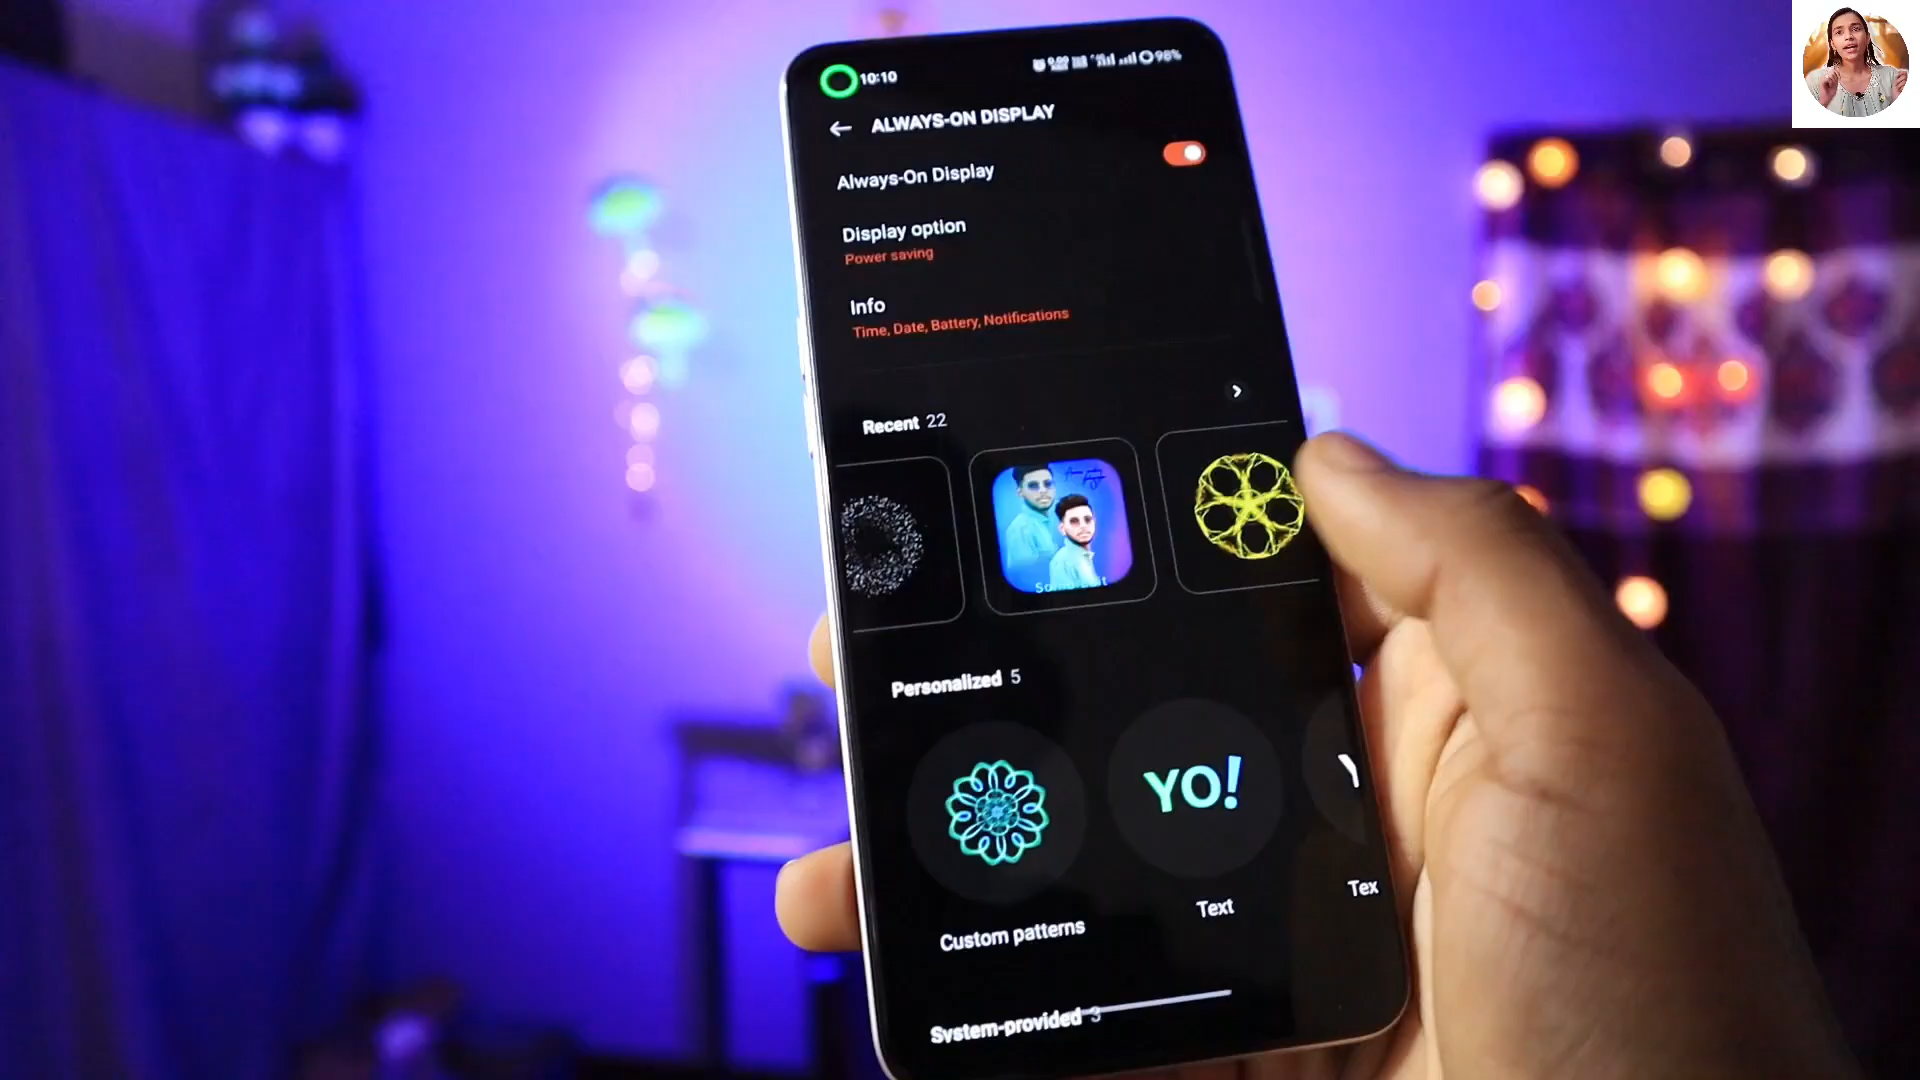 10:10
98%
ALWAYS-ON DISPLAY
Always-On Display
Display option
Power saving
Info
Time, Date, Battery, Notifications
Recent 22
Personalized 5
YO!
Custom patterns
Text
Tex
System-provided 3